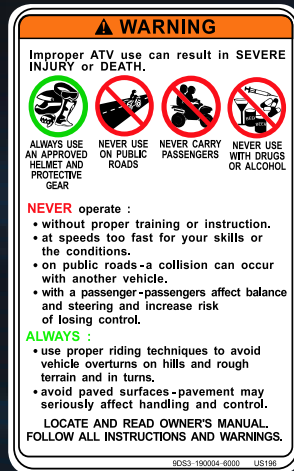 WARNING
Improper ATV use can result in SEVERE
INJURY or DEATH.
ALWAYS USE
AN APPROVED
HELMET AND
PROTECTIVE
GEAR
NEVER USE
ON PUBLIC
ROADS
NEVER CARRY
PASSENGERS
NEVER USE
WITH DRUGS
OR ALCOHOL
NEVER operate :
• without proper training or instruction.
• at speeds too fast for your skills or
the conditions.
• on public roads-a collision can occur
with another vehicle.
• with a passenger-passengers affect balance
and steering and increase risk
of losing control.
ALWAYS :
• use proper riding techniques to avoid
vehicle overturns on hills and rough
terrain and in turns.
• avoid paved surfaces-pavement may
seriously affect handling and control.
LOCATE AND READ OWNER'S MANUAL.
FOLLOW ALL INSTRUCTIONS AND WARNINGS.
9DS3-190004-6000 US196